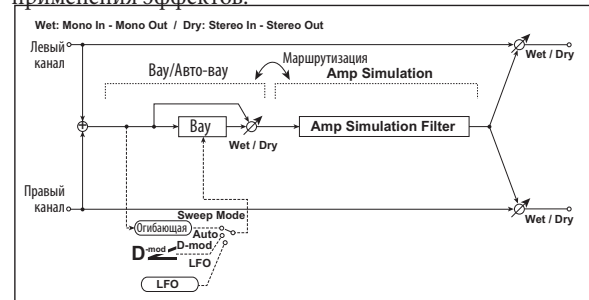 применения эффектов.
Wet: Mono In - Mono Out / Dry: Stereo In - Stereo Out
Левый
канал
Wet / Dry
Маршрутизация
Вау/Авто-вау
Amp Simulation
Вау
Wet / Dry
Amp Simulation Filter
Правый
канал
Wet / Dry
Sweep Mode
Огибающая
Auto
D-mod
D-mod
LFO
LFO